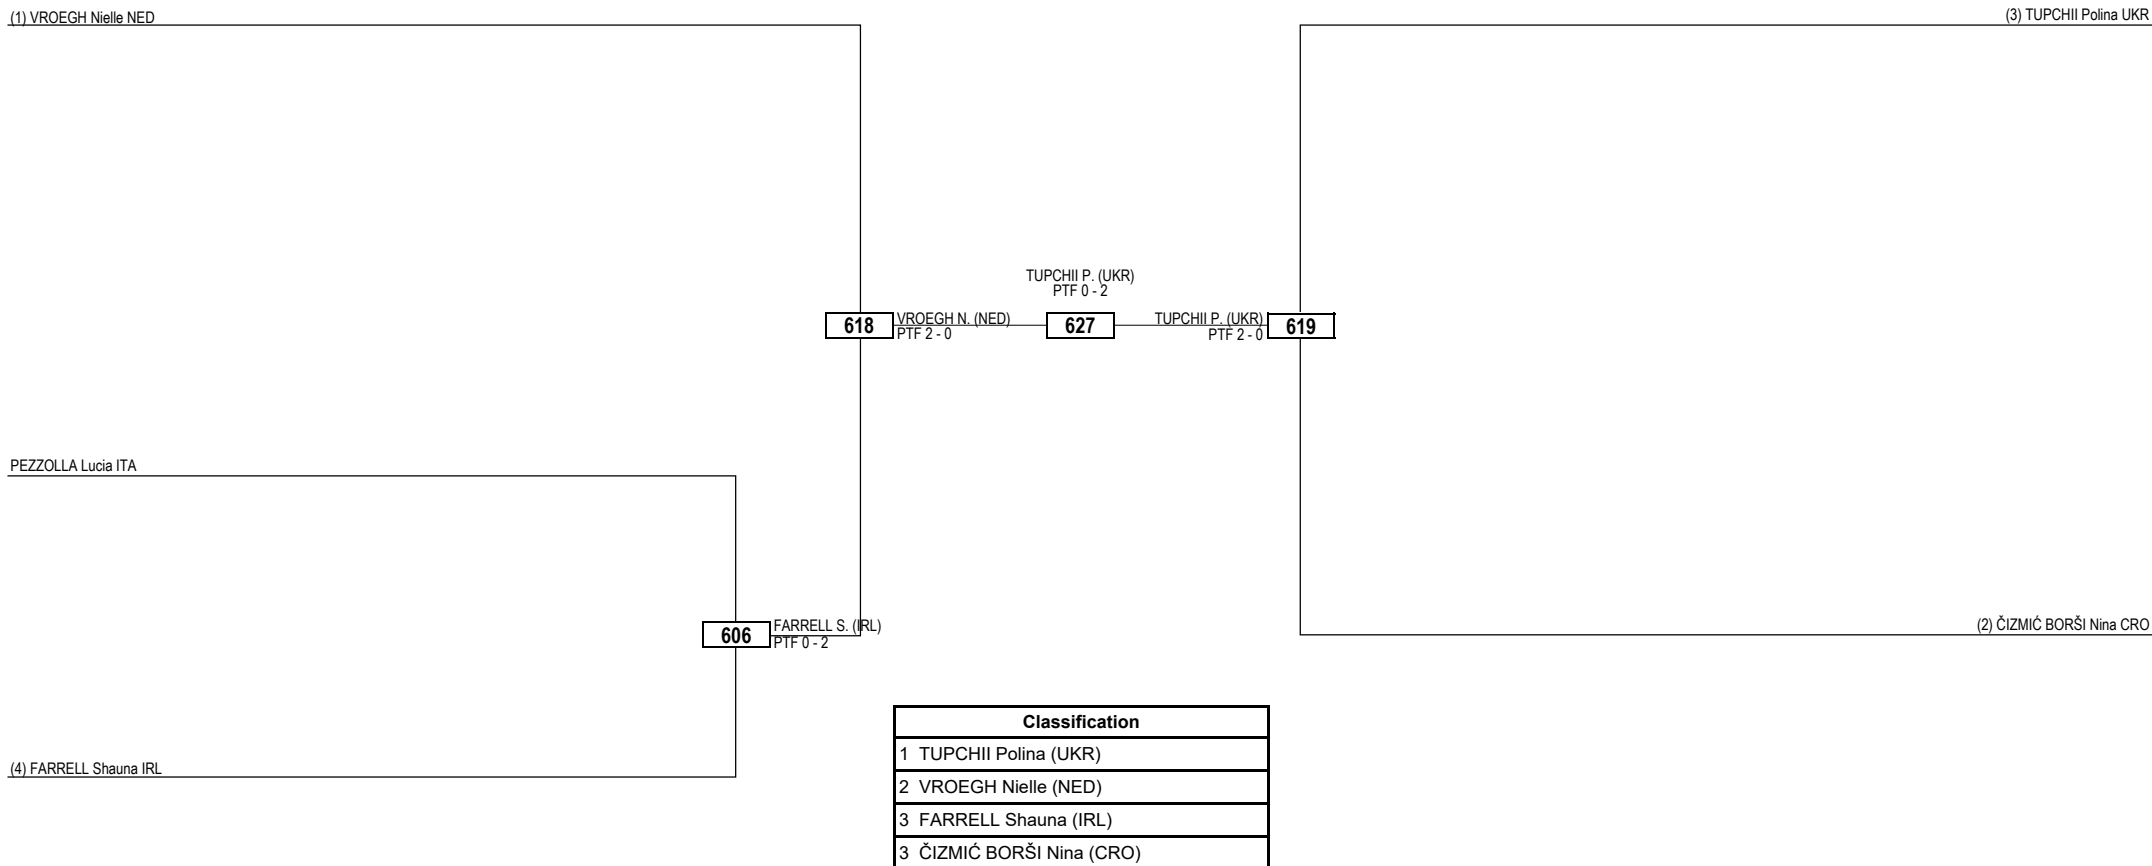 (1) VROEGH Nielle NED
(3) TUPCHII Polina UKR
TUPCHII P. (UKR)
PTF 0 - 2
618
VROEGH N. (NED)
PTF 2 - 0
627
TUPCHII P. (UKR)
PTF 2 - 0
619
PEZZOLLA Lucia ITA
606
FARRELL S. (IRL)
PTF 0 - 2
(2) ČIZMIĆ BORŠI Nina CRO
(4) FARRELL Shauna IRL
Classification
1 TUPCHII Polina (UKR)
2 VROEGH Nielle (NED)
3 FARRELL Shauna (IRL)
3 ČIZMIĆ BORŠI Nina (CRO)